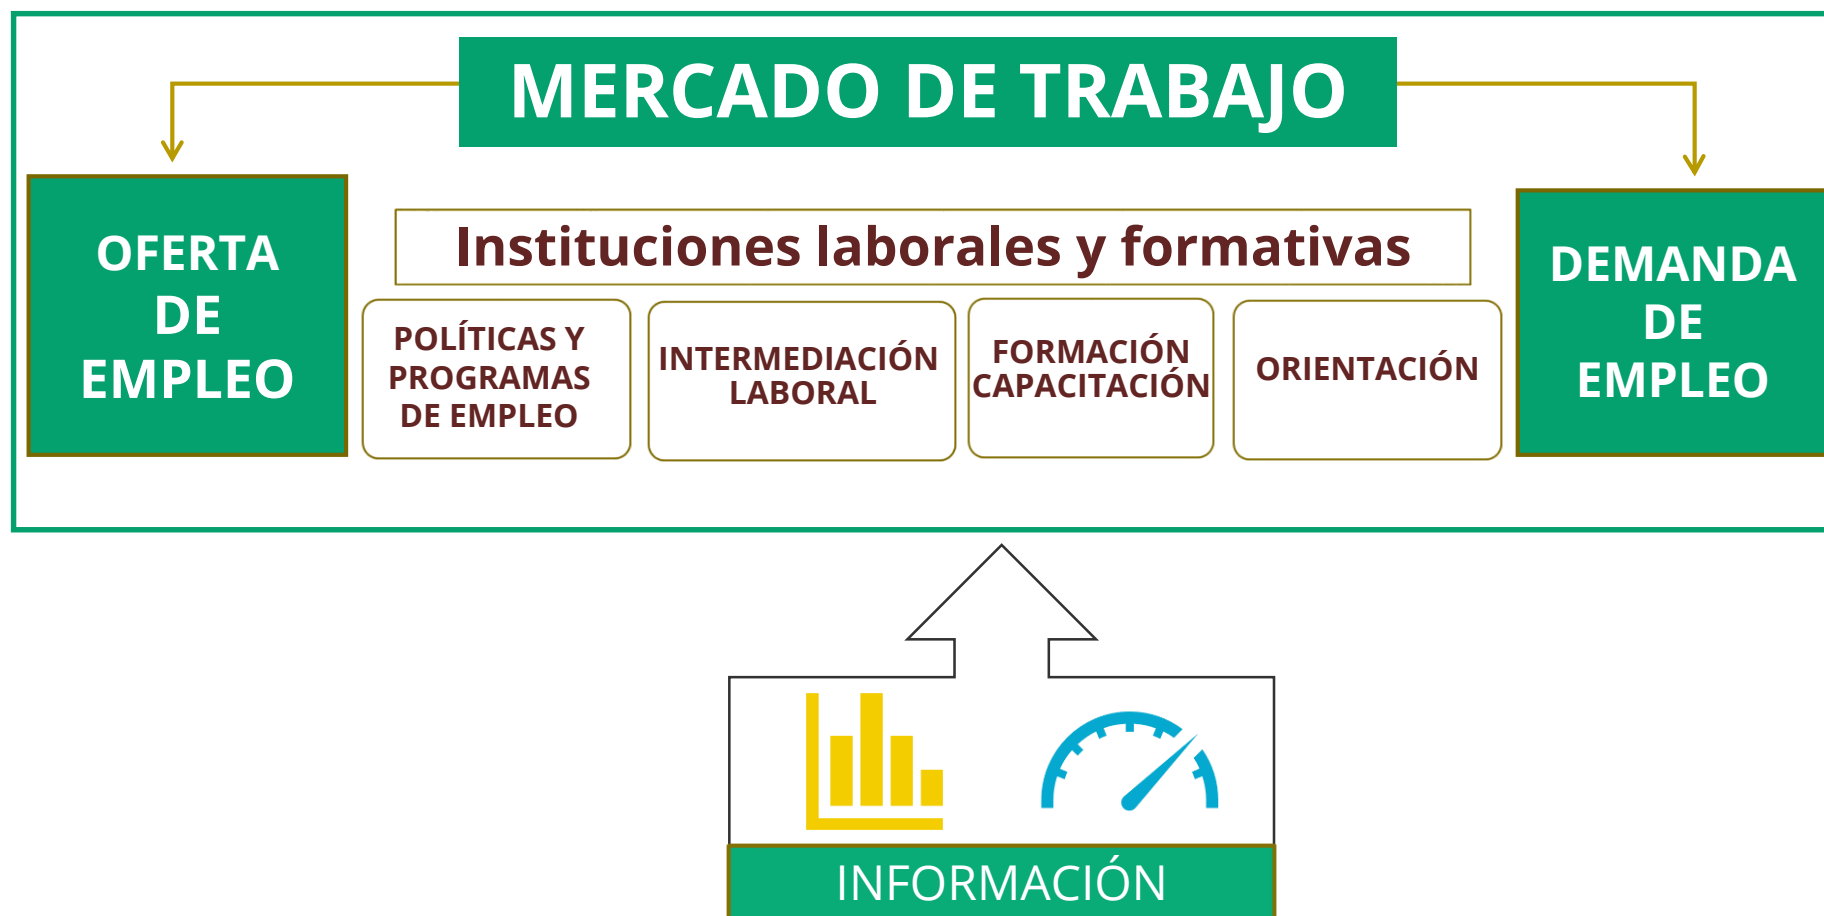 MERCADO DE TRABAJO
OFERTA
DE
EMPLEO
Instituciones laborales y formativas
POLÍTICAS Y
PROGRAMAS
DE EMPLEO
INTERMEDIACIÓN
LABORAL
FORMACIÓN
CAPACITACIÓN
ORIENTACIÓN
DEMANDA
DE
EMPLEO
INFORMACIÓN